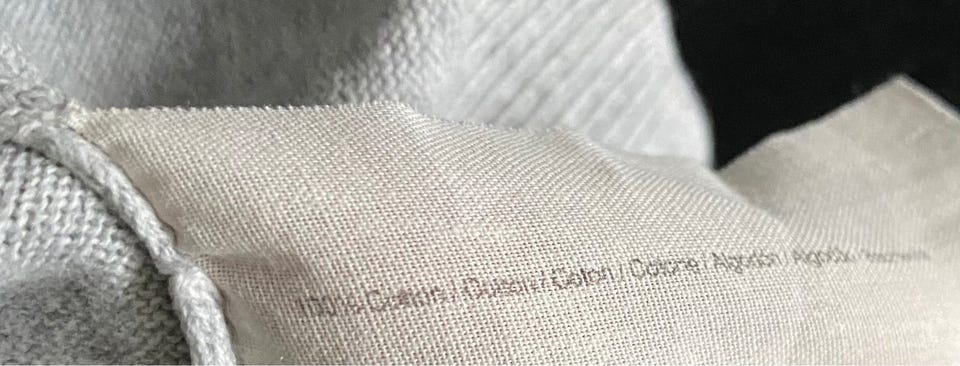 100% Cotton / Coton / Cotone / Algodón / Algodão /